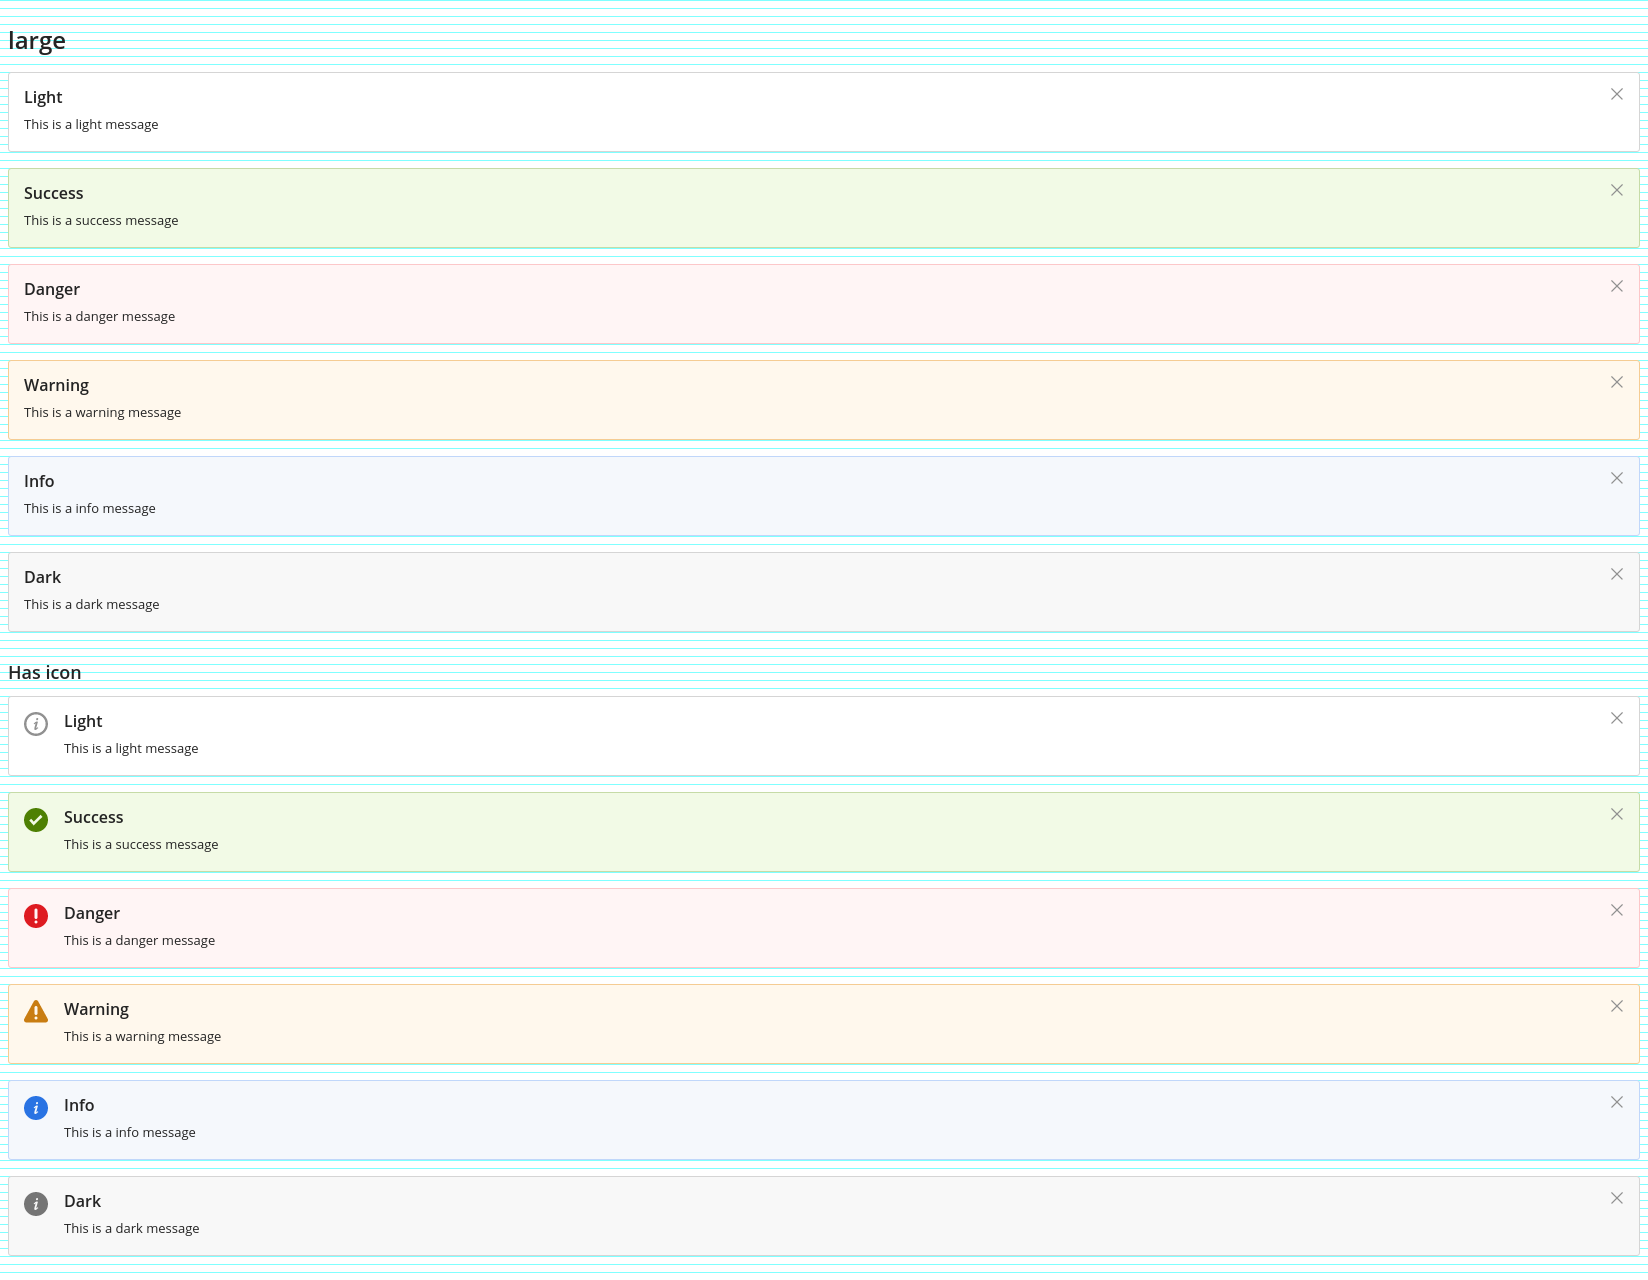 large
Light
This is a light message
Success
This is a success message
Danger
This is a danger message
Warning
This is a warning message
Info
This is a info message
Dark
This is a dark message
Has icon
Light
This is a light message
Success
This is a success message
Danger
This is a danger message
Warning
This is a warning message
Info
This is a info message
Dark
This is a dark message